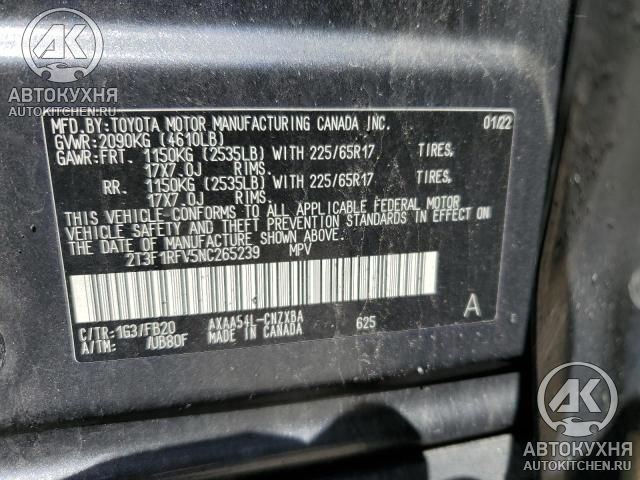 AK
АВТОКУХНЯ
AUTOKITCHEN.RU
MFD.BY:TOYOTA MOTOR MANUFACTURING CANADA INC. 01/22
GVWR:2090KG (4610LB)
GAWR:FRT. 1150KG (2535LB) WITH 225/65R17 TIRES,
17X7.0J RIMS.
RR. 1150KG (2535LB) WITH 225/65R17 TIRES,
17X7.0J RIMS.
THIS VEHICLE CONFORMS TO ALL APPLICABLE FEDERAL MOTOR
VEHICLE SAFETY AND THEFT PREVENTION STANDARDS IN EFFECT ON
THE DATE OF MANUFACTURE SHOWN ABOVE.
2T3F1RFV5NC265239 MPV
C/TR:1G3/FB20 AXAA54L-CNZXBA 625 A
A/TM: /UB80F MADE IN CANADA
AK
АВТОКУХНЯ
AUTOKITCHEN.RU